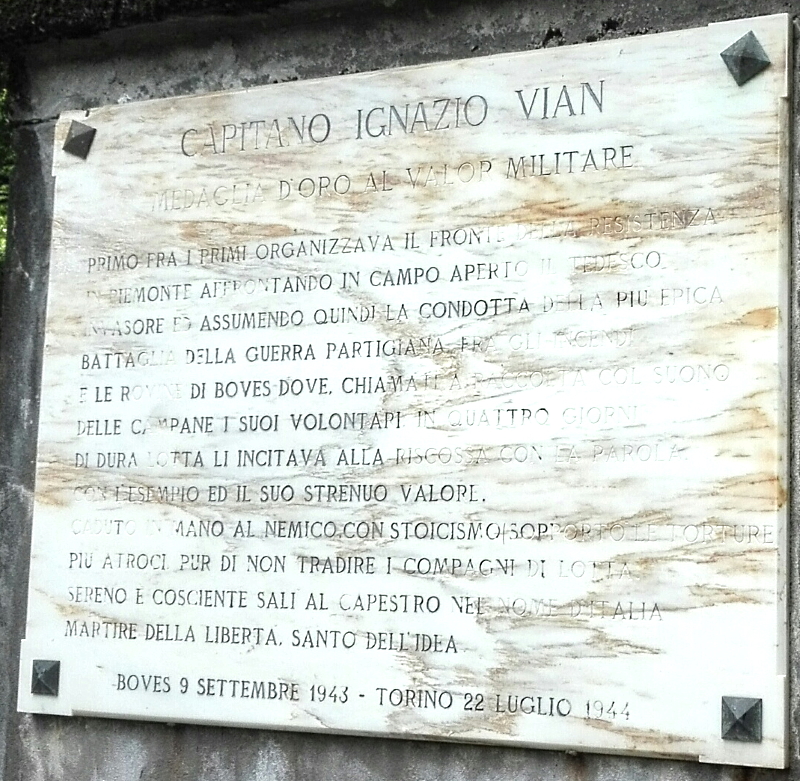 CAPITANO IGNAZIO VIAN
MEDAGLIA D'ORO AL VALOR MILITARE
PRIMO FRA I PRIMI ORGANIZZAVA IL FRONTE DELLA RESISTENZA
IN PIEMONTE AFFRONTANDO IN CAMPO APERTO IL TEDESCO
INVASORE ED ASSUMENDO QUINDI LA CONDOTTA DELLA PIU EPICA
BATTAGLIA DELLA GUERRA PARTIGIANA FRA GLI INCENDI
E LE ROVINE DI BOVES DOVE, CHIAMATI A RACCOLTA COL SUONO
DELLE CAMPANE I SUOI VOLONTARI IN QUATTRO GIORNI
DI DURA LOTTA LI INCITAVA ALLA RISCOSSA CON LA PAROLA
CON L'ESEMPIO ED IL SUO STRENUO VALORE.
CADUTO IN MANO AL NEMICO, CON STOICISMO SOPPORTO LE TORTURE
PIU ATROCI PUR DI NON TRADIRE I COMPAGNI DI LOTTA
SERENO E COSCIENTE SALI AL CAPESTRO NEL NOME D'ITALIA
MARTIRE DELLA LIBERTA. SANTO DELL'IDEA
BOVES 9 SETTEMBRE 1943 - TORINO 22 LUGLIO 1944